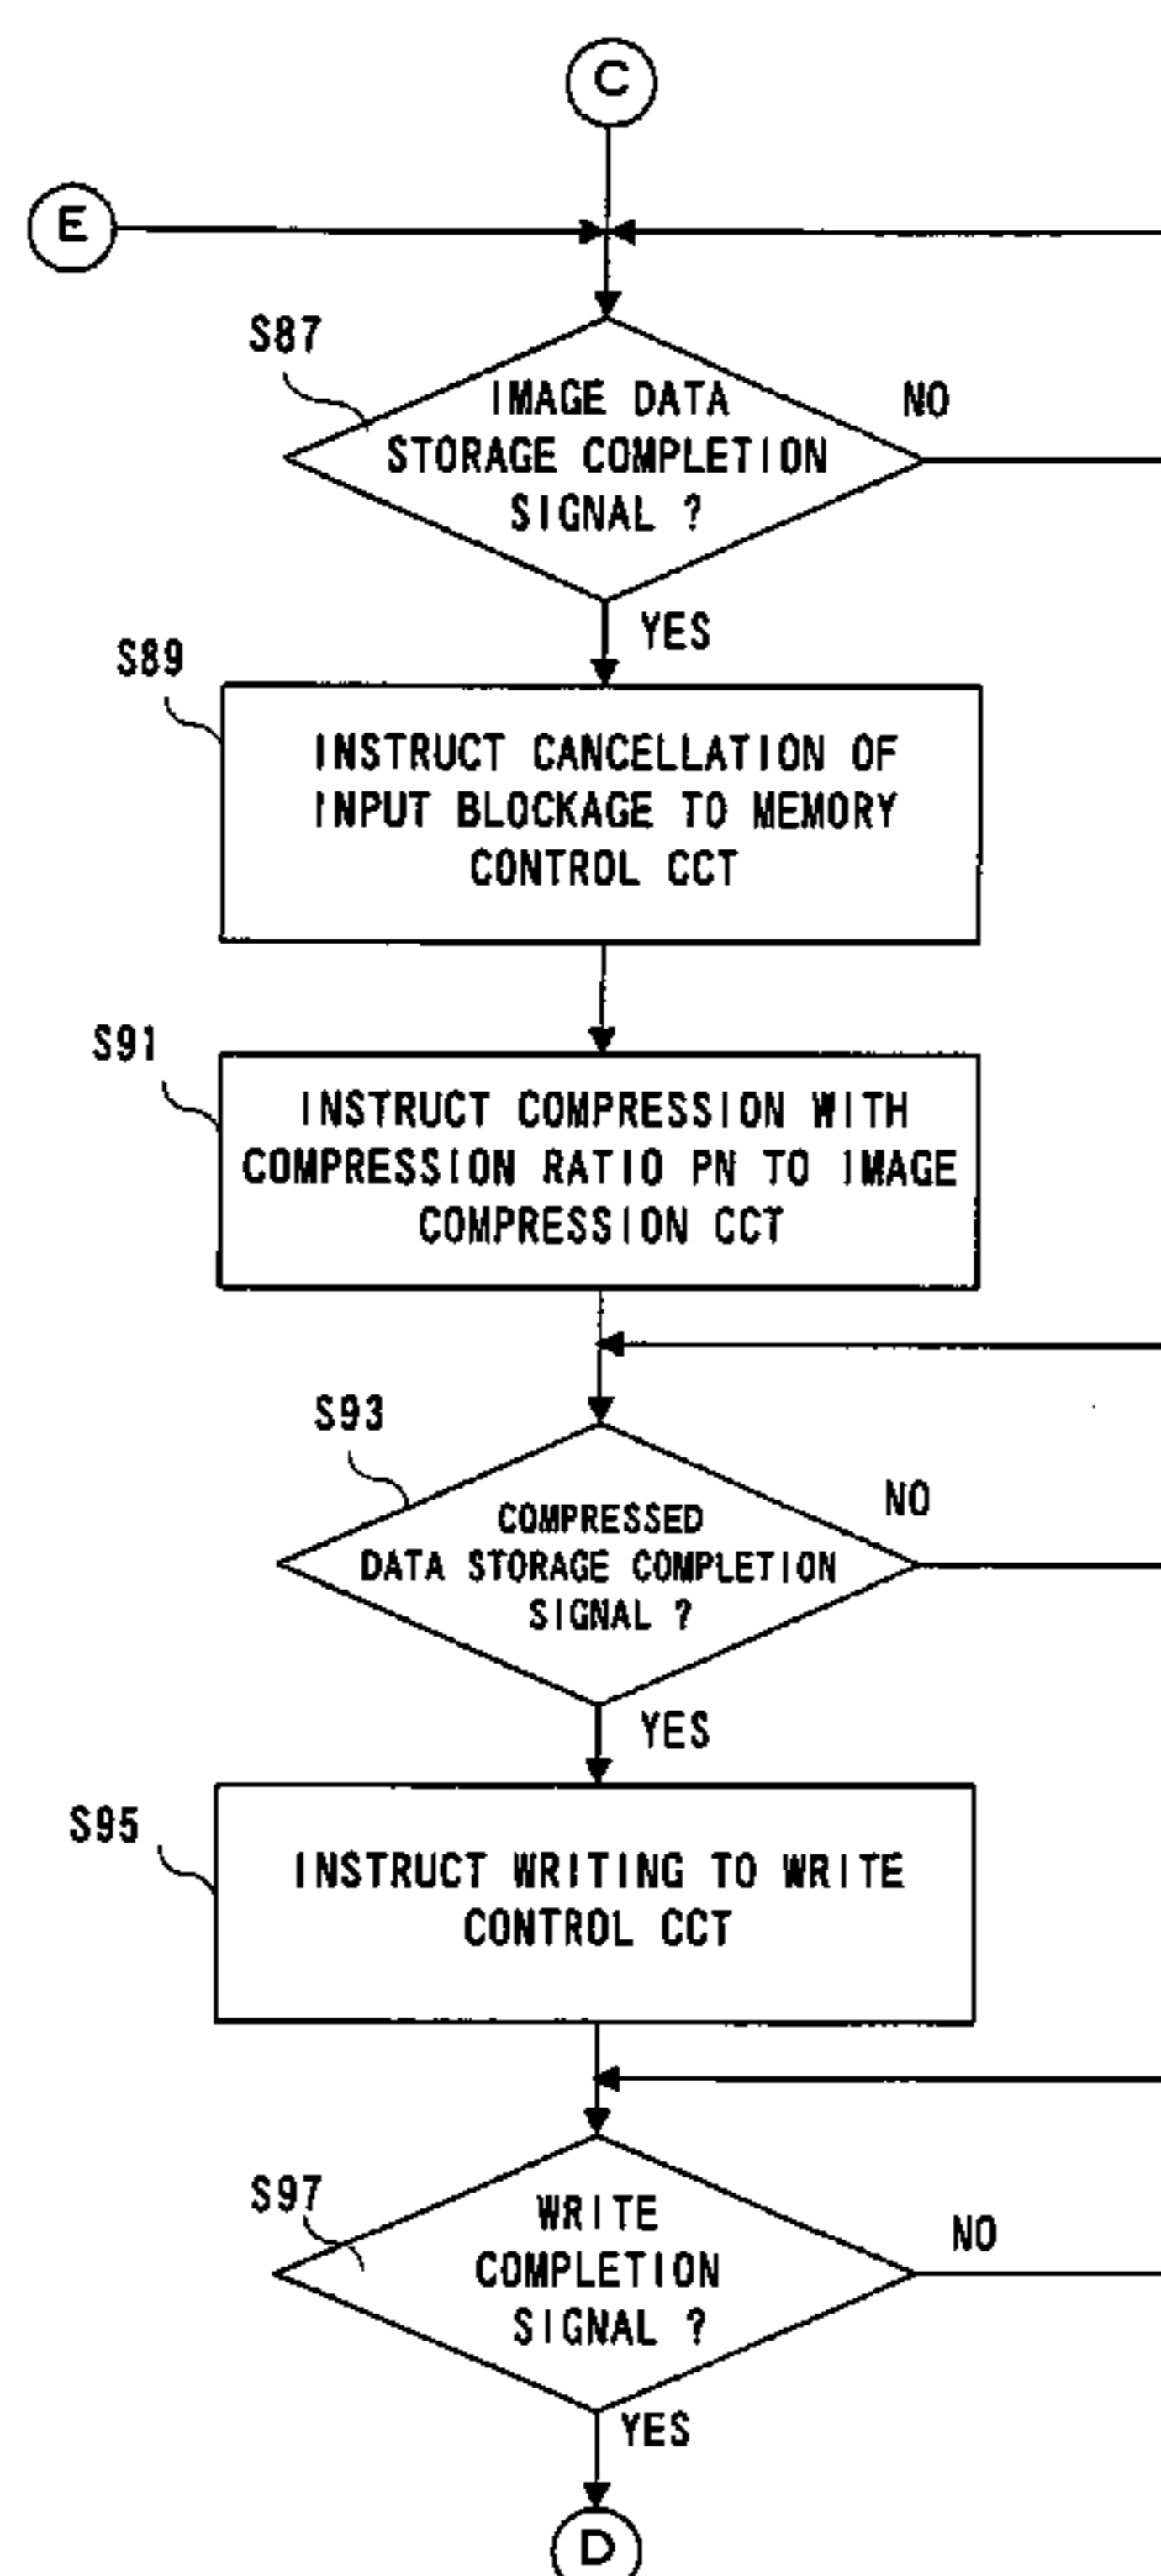 C
E
S87
IMAGE DATA
STORAGE COMPLETION
SIGNAL ?
NO
YES
S89
INSTRUCT CANCELLATION OF
INPUT BLOCKAGE TO MEMORY
CONTROL CCT
S91
INSTRUCT COMPRESSION WITH
COMPRESSION RATIO PN TO IMAGE
COMPRESSION CCT
S93
COMPRESSED
DATA STORAGE COMPLETION
SIGNAL ?
NO
YES
S95
INSTRUCT WRITING TO WRITE
CONTROL CCT
S97
WRITE
COMPLETION
SIGNAL ?
NO
YES
D